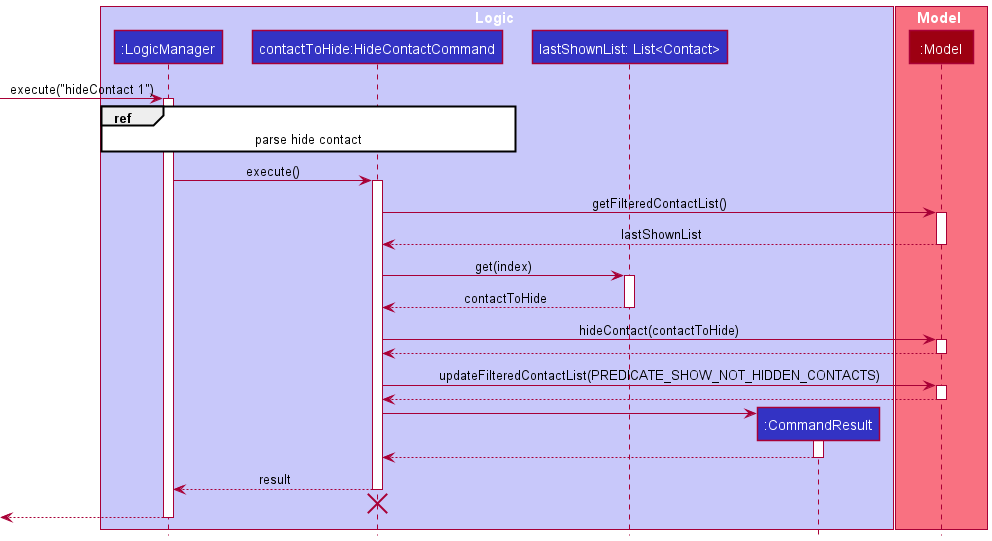 Logic
Model
:LogicManager
contactToHide:HideContactCommand
lastShownList: List<Contact>
:Model
execute("hideContact 1")
ref
parse hide contact
execute()
getFilteredContactList()
lastShownList
get(index)
contactToHide
hideContact(contactToHide)
updateFilteredContactList(PREDICATE_SHOW_NOT_HIDDEN_CONTACTS)
:CommandResult
result